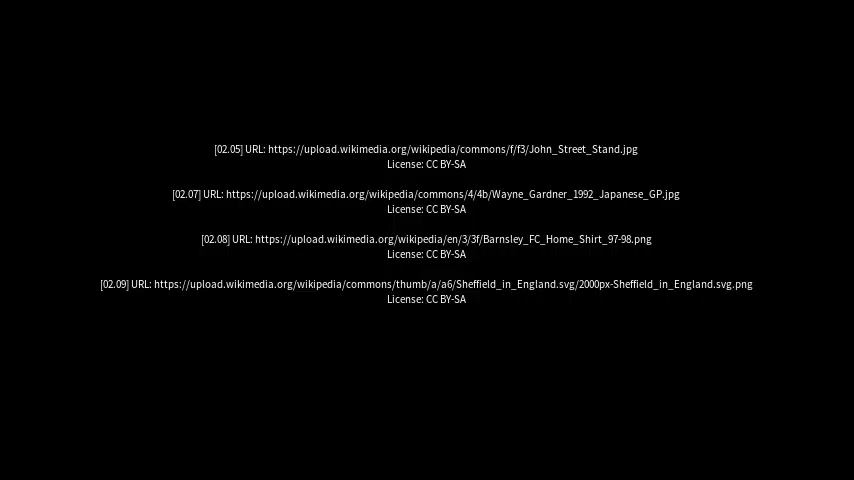 [02.05] URL: https://upload.wikimedia.org/wikipedia/commons/f/f3/John_Street_Stand.jpg
License: CC BY-SA
[02.07] URL: https://upload.wikimedia.org/wikipedia/commons/4/4b/Wayne_Gardner_1992_Japanese_GP.jpg
License: CC BY-SA
[02.08] URL: https://upload.wikimedia.org/wikipedia/en/3/3f/Barnsley_FC_Home_Shirt_97-98.png
License: CC BY-SA
[02.09] URL: https://upload.wikimedia.org/wikipedia/commons/thumb/a/a6/Sheffield_in_England.svg/2000px-Sheffield_in_England.svg.png
License: CC BY-SA